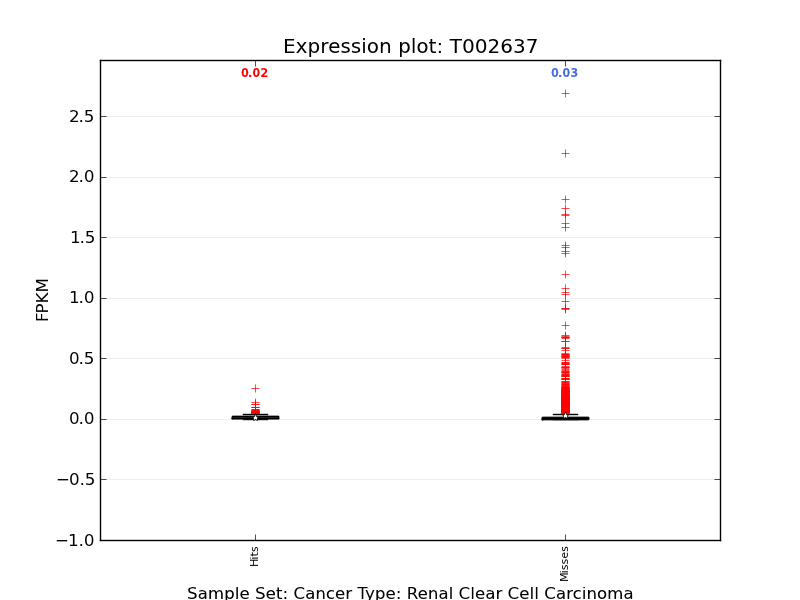 Expression plot: T002637
0.02
0.03
2.5
2.0
1.5
1.0
0.5
0.0
−0.5
−1.0
FPKM
Hits
Misses
Sample Set: Cancer Type: Renal Clear Cell Carcinoma